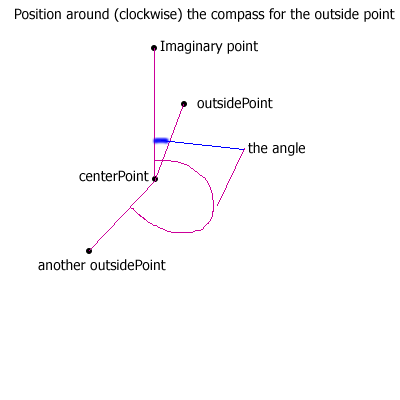 Position around (clockwise) the compass for the outside point
Imaginary point
outsidePoint
the angle
centerPoint
another outsidePoint